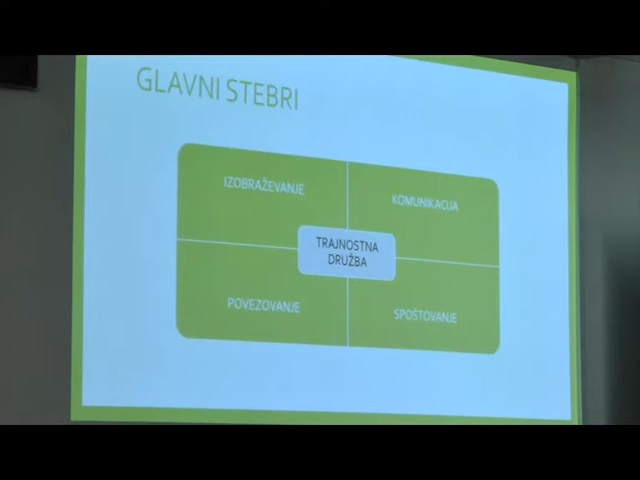 GLAVNI STEBRI
IZOBRAŽEVANJE
KOMUNIKACIJA
TRAJNOSTNA
DRUŽBA
POVEZOVANJE
SPOŠTOVANJE